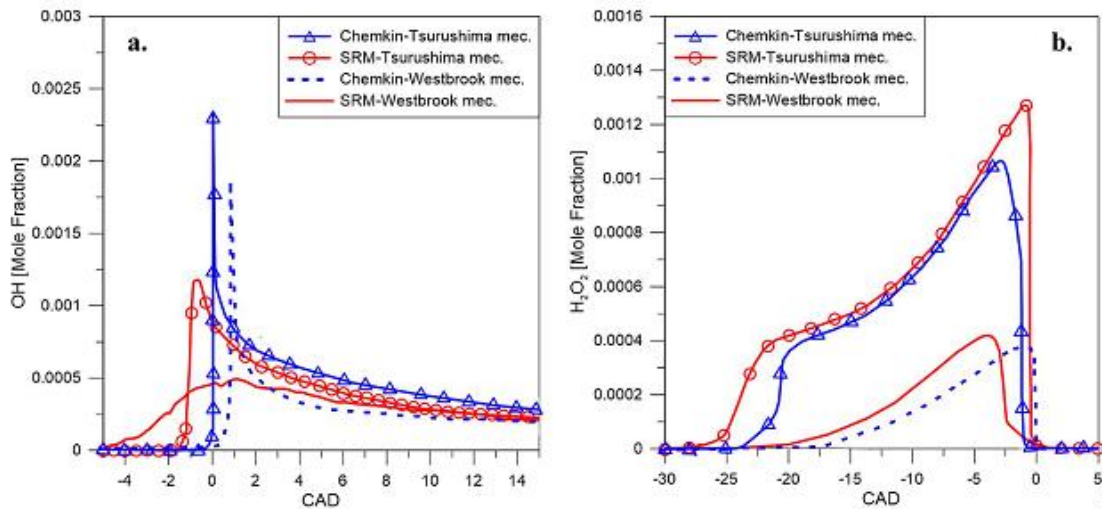 a.
Chemkin-Tsurushima mec.
SRM-Tsurushima mec.
Chemkin-Westbrook mec.
SRM-Westbrook mec.
OH [Mole Fraction]
0.003
0.0025
0.002
0.0015
0.001
0.0005
0
-4 -2 0 2 4 6 8 10 12 14
CAD
b.
Chemkin-Tsurushima mec.
SRM-Tsurushima mec.
Chemkin-Westbrook mec.
SRM-Westbrook mec.
H₂O₂ [Mole Fraction]
0.0016
0.0014
0.0012
0.001
0.0008
0.0006
0.0004
0.0002
0
-30 -25 -20 -15 -10 -5 0 5
CAD